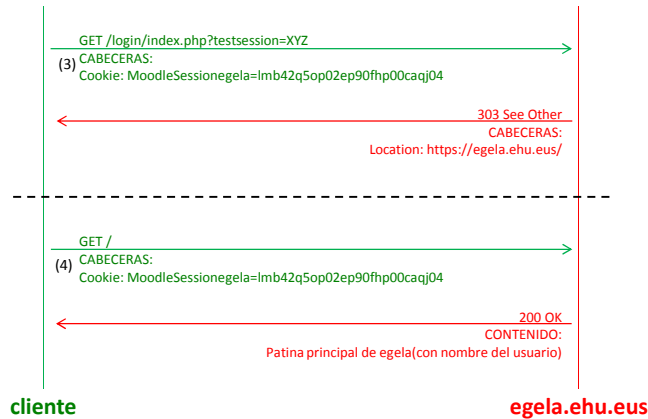 GET /login/index.php?testsession=XYZ
(3) CABECERAS:
Cookie: MoodleSessionegela=lmb42q5op02ep90fhp00caqj04
303 See Other
CABECERAS:
Location: https://egela.ehu.eus/
GET /
(4) CABECERAS:
Cookie: MoodleSessionegela=lmb42q5op02ep90fhp00caqj04
200 OK
CONTENIDO:
Patina principal de egela(con nombre del usuario)
cliente
egela.ehu.eus